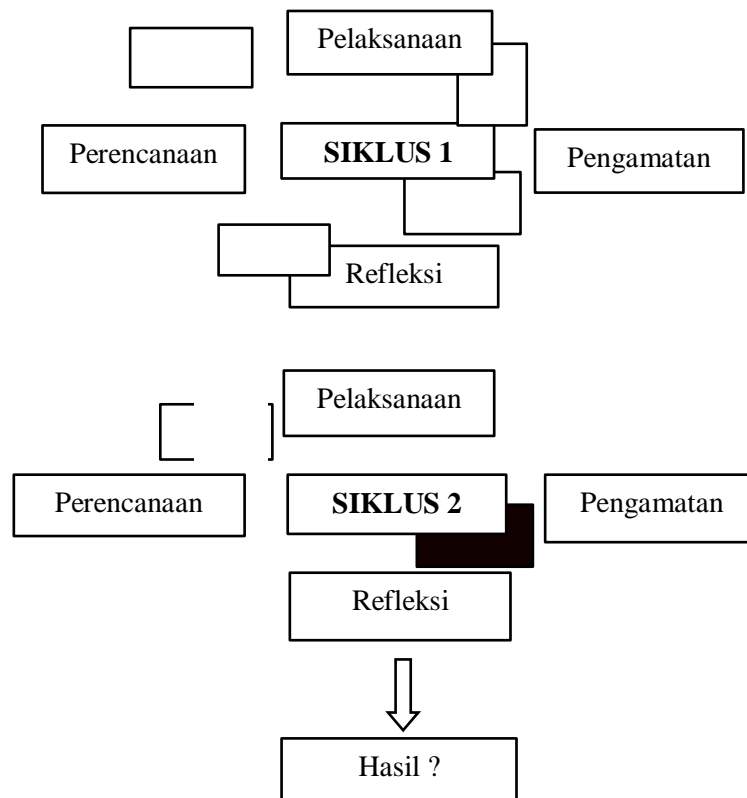 Pelaksanaan
Perencanaan
SIKLUS 1
Pengamatan
Refleksi
Pelaksanaan
Perencanaan
SIKLUS 2
Pengamatan
Refleksi
Hasil ?